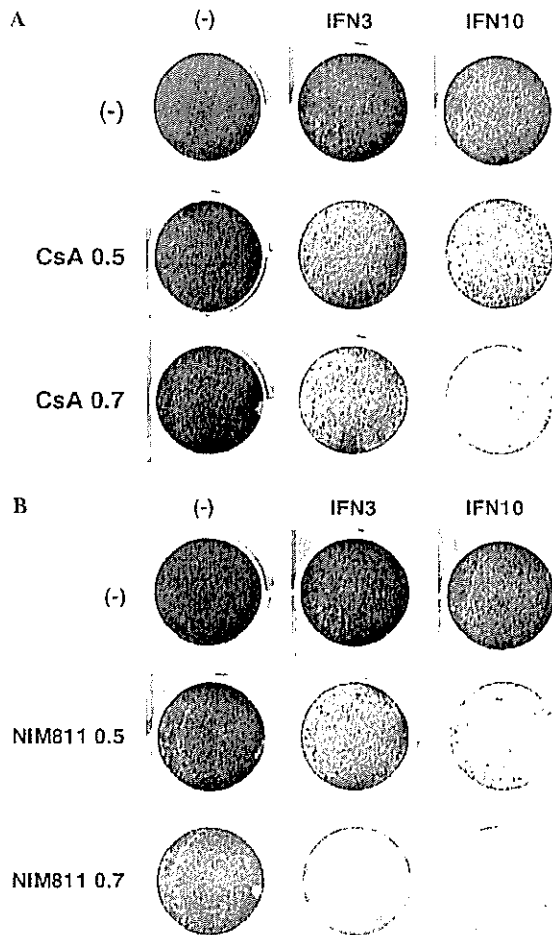 A
(-) IFN3 IFN10
(-)
CsA 0.5
CsA 0.7
B
(-) IFN3 IFN10
(-)
NIM811 0.5
NIM811 0.7